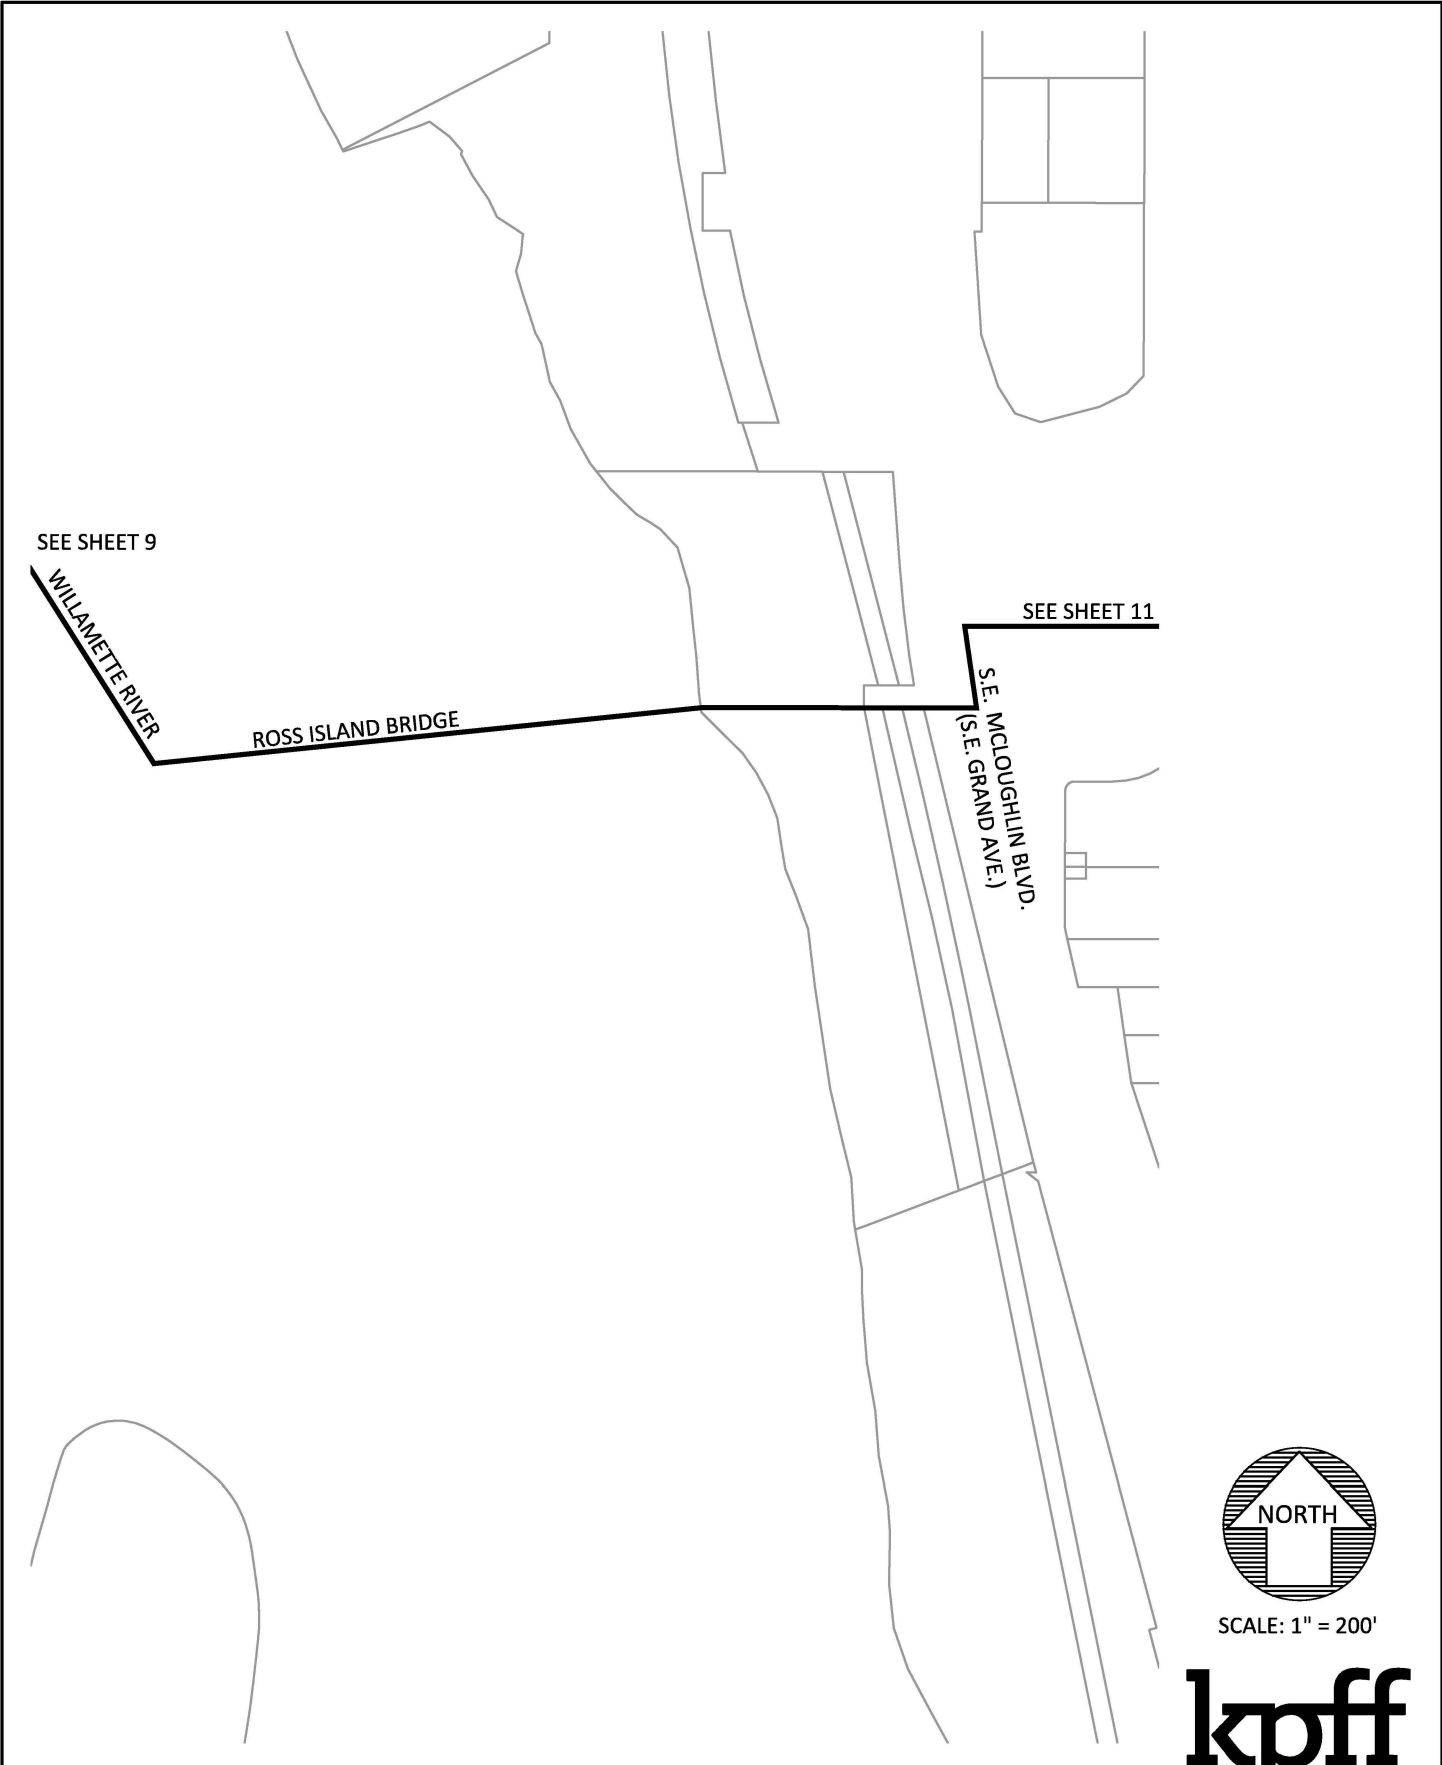 SEE SHEET 9
WILLAMETTE RIVER
ROSS ISLAND BRIDGE
SEE SHEET 11
S.E. MCLOUGHLIN BLVD.
(S.E. GRAND AVE.)
NORTH
SCALE: 1" = 200'
kpff